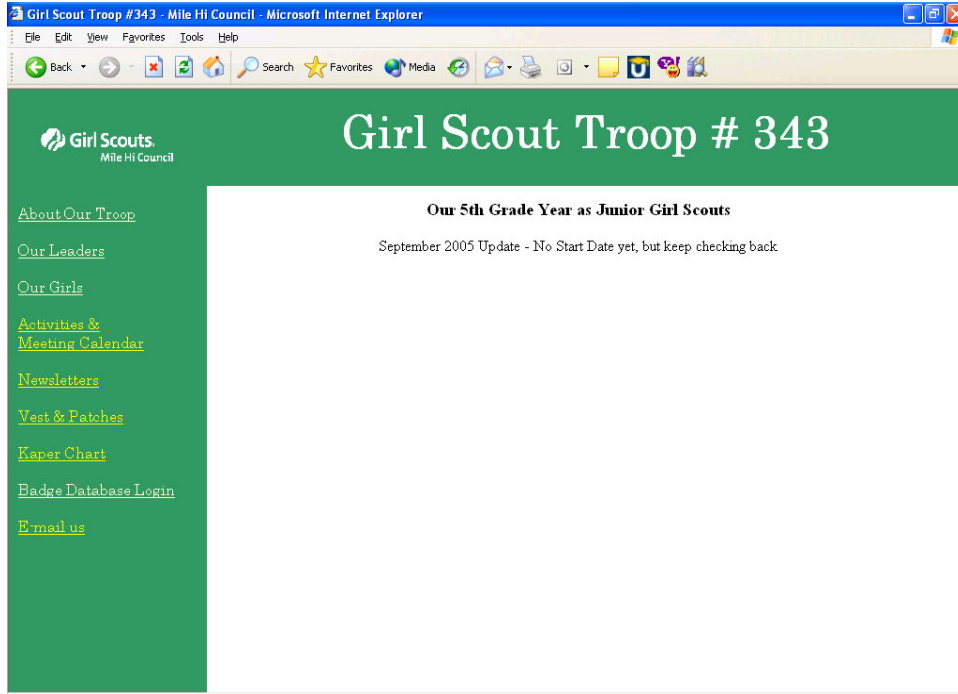 Girl Scout Troop #343 - Mile Hi Council - Microsoft Internet Explorer
File Edit View Favorites Tools Help
Back Search Favorites Media
Girl Scouts.
Mile Hi Council
Girl Scout Troop # 343
About Our Troop
Our Leaders
Our Girls
Activities &
Meeting Calendar
Newsletters
Vest & Patches
Kaper Chart
Badge Database Login
E-mail us
Our 5th Grade Year as Junior Girl Scouts
September 2005 Update - No Start Date yet, but keep checking back